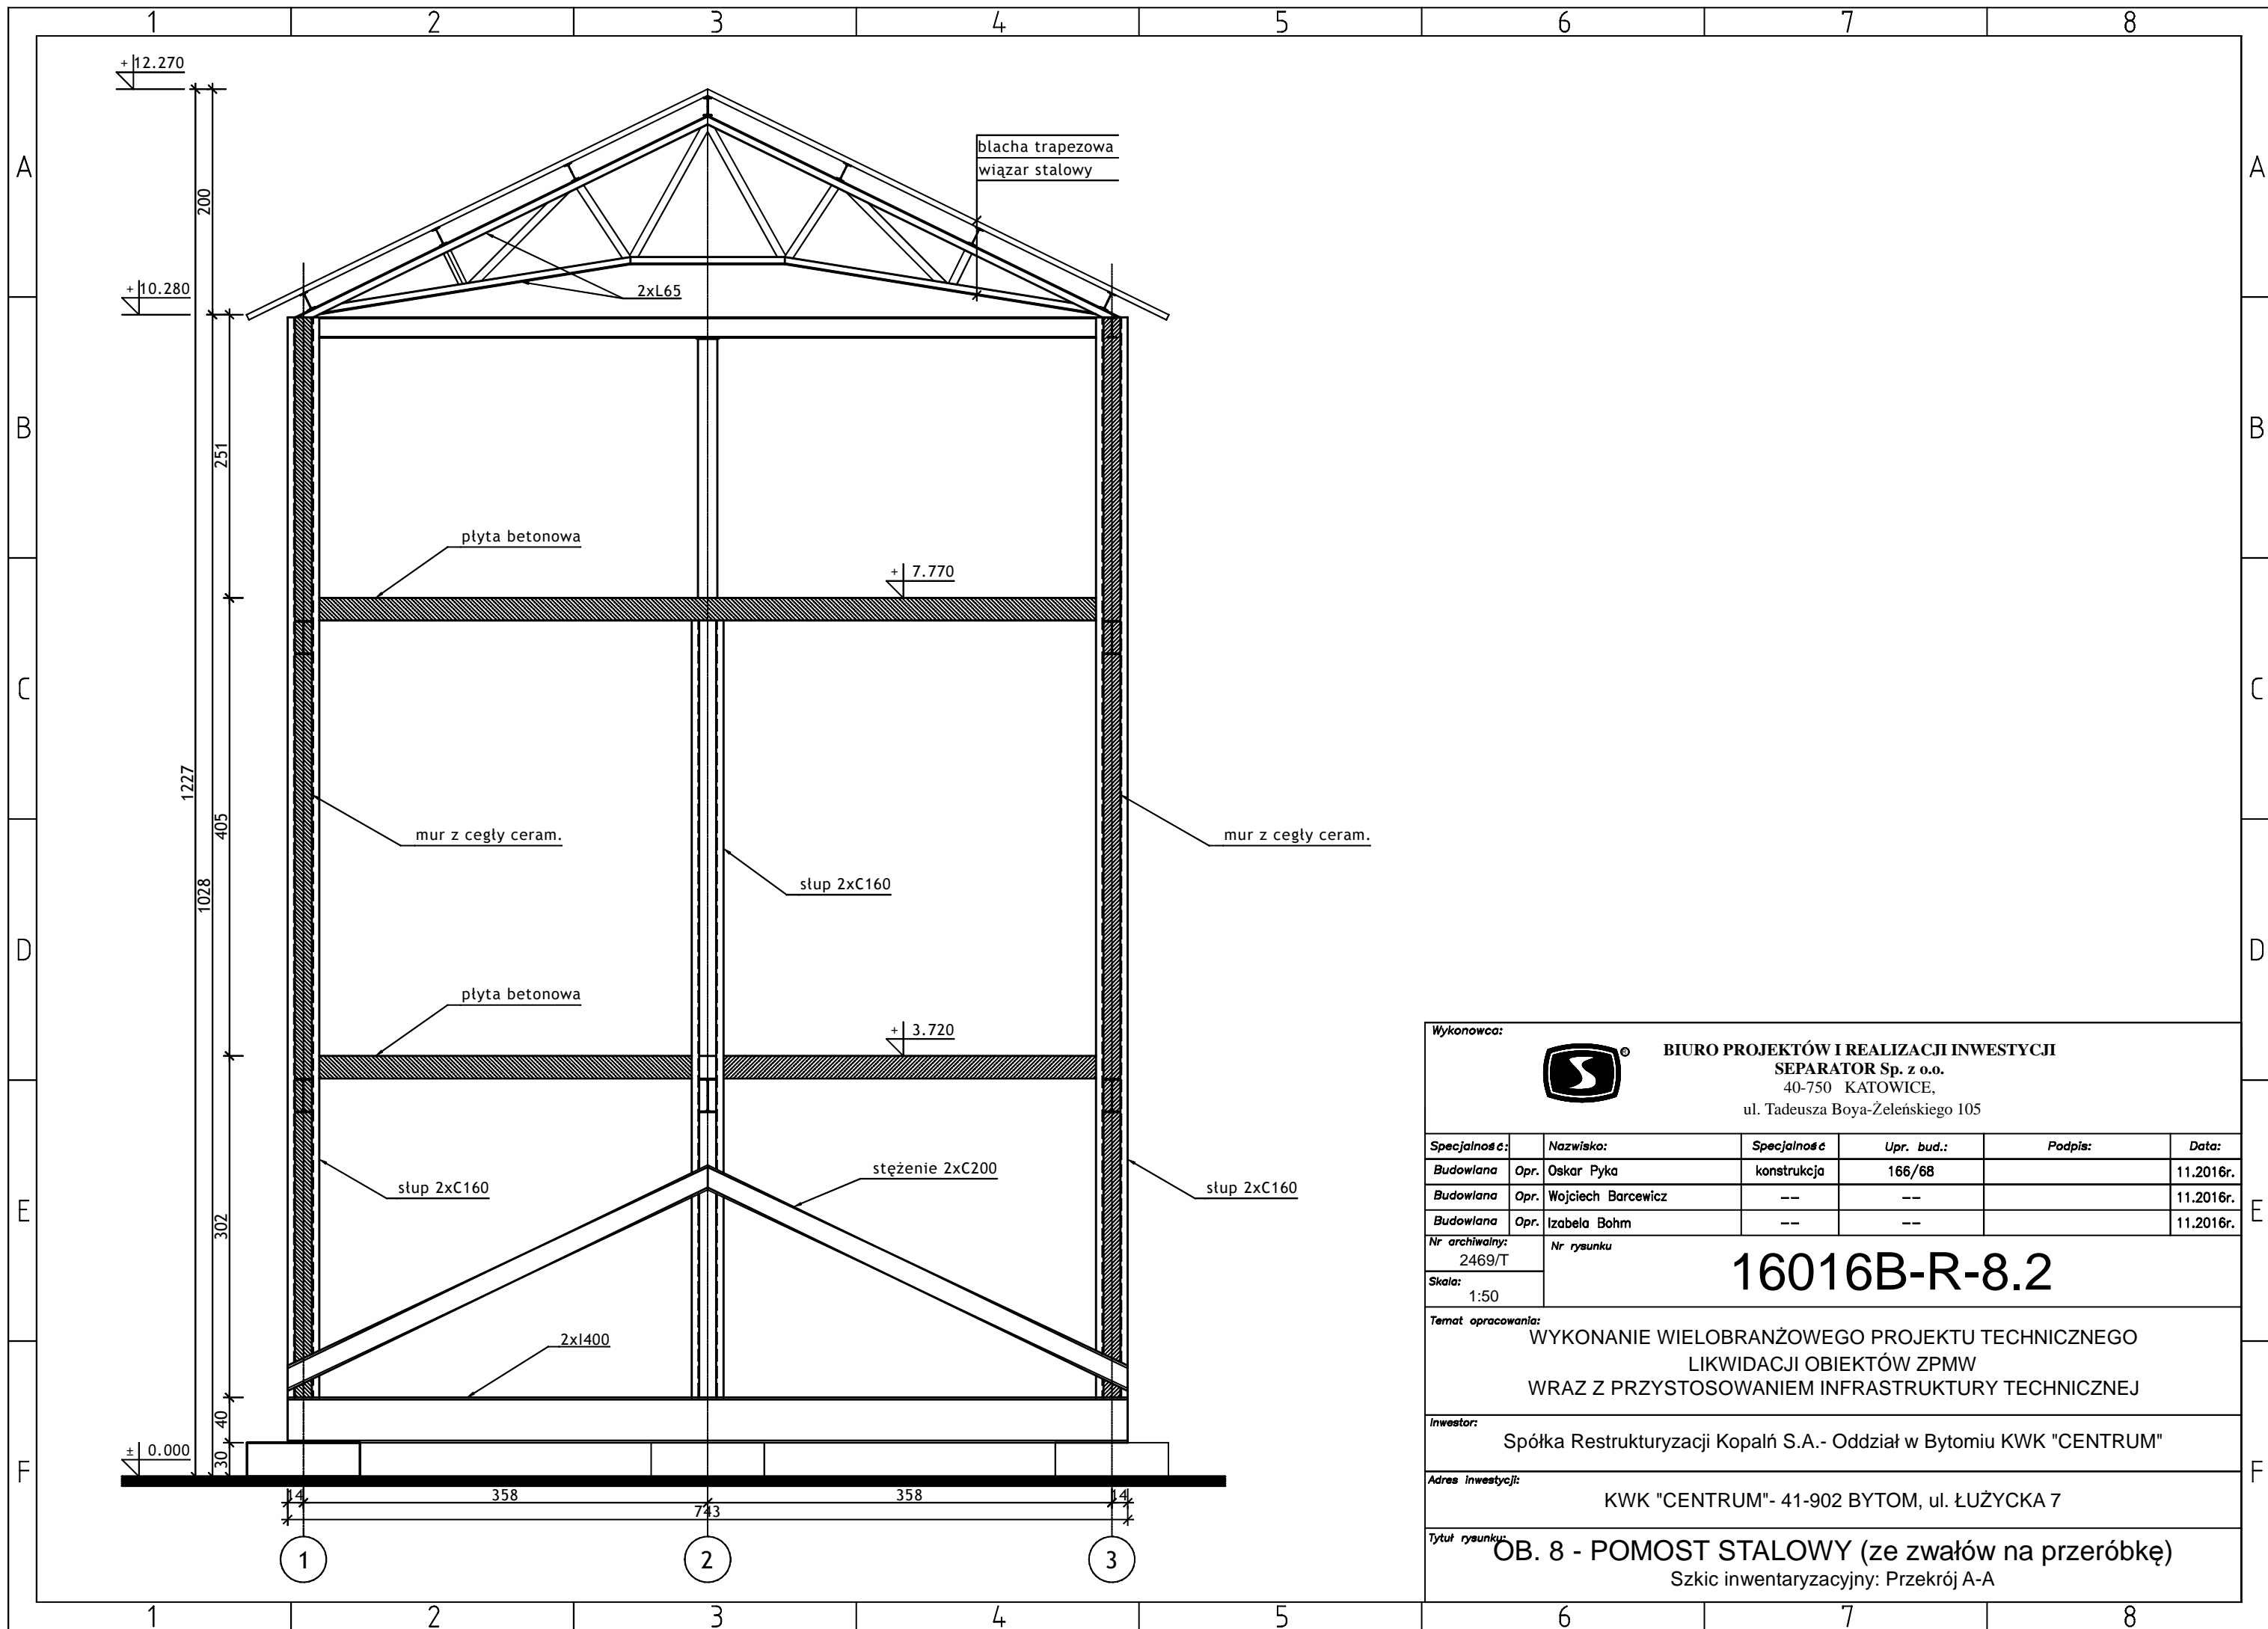 1 2 3 4 5 6 7 8
A A
B B
C C
D D
E E
F F
1 2 3 4 5 6 7 8
+ 12.270
+ 10.280
± 0.000
200
251
1227
405
1028
302
40
30
blacha trapezowa
wiązar stalowy
2xL65
płyta betonowa
+ 7.770
mur z cegły ceram.
mur z cegły ceram.
słup 2xC160
płyta betonowa
+ 3.720
słup 2xC160
stężenie 2xC200
słup 2xC160
2xI400
14 358 358 14
743
1 2 3
Wykonowca:
S ®
BIURO PROJEKTÓW I REALIZACJI INWESTYCJI
SEPARATOR Sp. z o.o.
40-750 KATOWICE,
ul. Tadeusza Boya-Żeleńskiego 105
Specjalność: Nazwisko: Specjalność Upr. bud.: Podpis: Data:
Budowlana Opr. Oskar Pyka konstrukcja 166/68 11.2016r.
Budowlana Opr. Wojciech Barcewicz -- -- 11.2016r.
Budowlana Opr. Izabela Bohm -- -- 11.2016r.
Nr archiwalny:
2469/T
Skala:
1:50
Nr rysunku
16016B-R-8.2
Temat opracowania:
WYKONANIE WIELOBRANŻOWEGO PROJEKTU TECHNICZNEGO
LIKWIDACJI OBIEKTÓW ZPMW
WRAZ Z PRZYSTOSOWANIEM INFRASTRUKTURY TECHNICZNEJ
Inwestor:
Spółka Restrukturyzacji Kopalń S.A.- Oddział w Bytomiu KWK "CENTRUM"
Adres inwestycji:
KWK "CENTRUM"- 41-902 BYTOM, ul. ŁUŻYCKA 7
Tytuł rysunku:
OB. 8 - POMOST STALOWY (ze zwałów na przeróbkę)
Szkic inwentaryzacyjny: Przekrój A-A